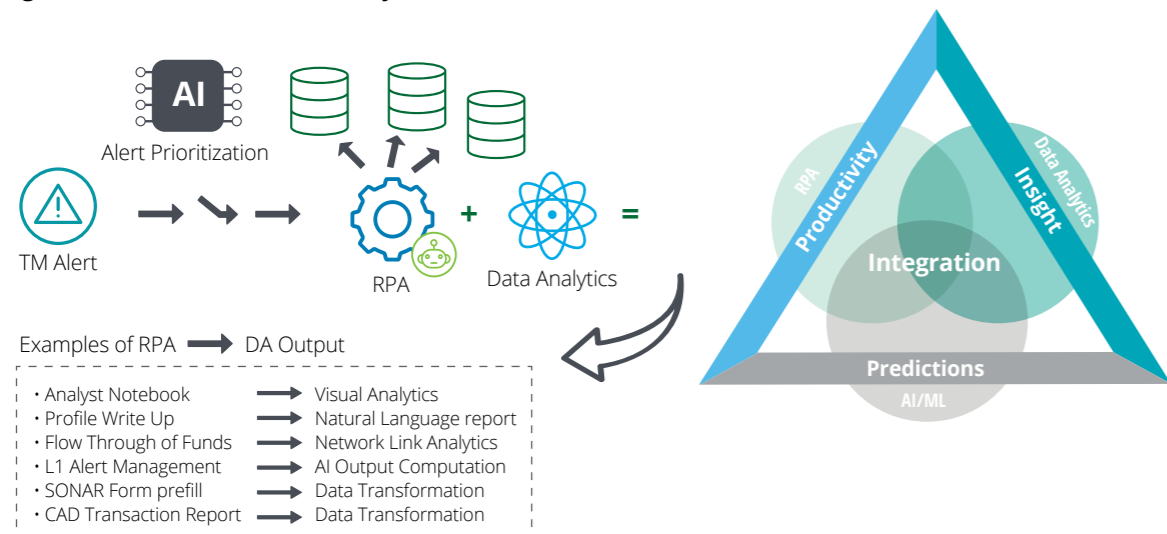 AI
Alert Prioritization
TM Alert
RPA
+
Data Analytics
=
Examples of RPA
DA Output
• Analyst Notebook
Visual Analytics
• Profile Write Up
Natural Language report
• Flow Through of Funds
Network Link Analytics
• L1 Alert Management
AI Output Computation
• SONAR Form prefill
Data Transformation
• CAD Transaction Report
Data Transformation
RPA
Productivity
Data Analytics
Insight
Integration
Predictions
AI/ML